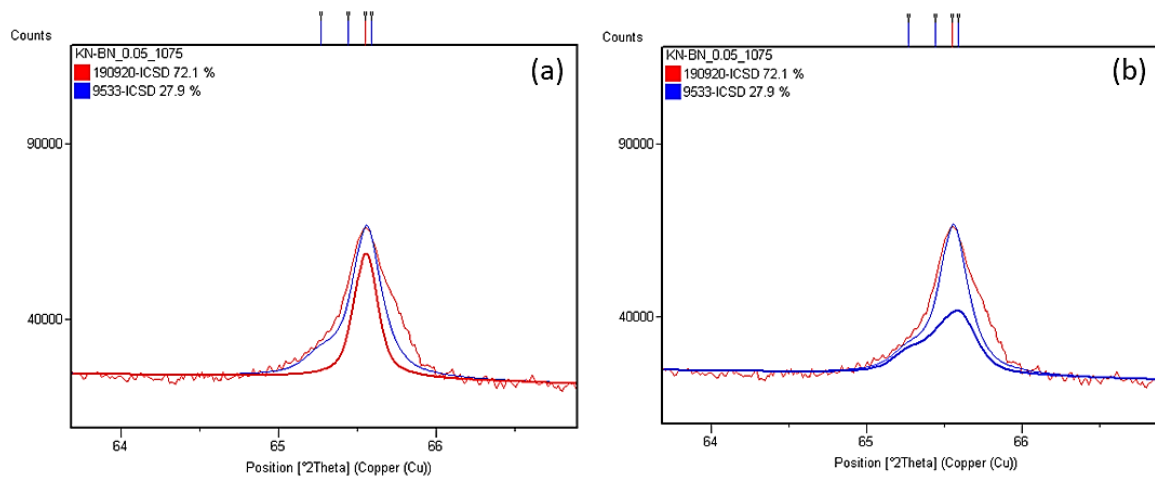 Counts
KN-BN_0.05_1075
190920-ICSD 72.1 %
9533-ICSD 27.9 %
(a)
90000
40000
64 65 66
Position [°2Theta] (Copper (Cu))
Counts
KN-BN_0.05_1075
190920-ICSD 72.1 %
9533-ICSD 27.9 %
(b)
90000
40000
64 65 66
Position [°2Theta] (Copper (Cu))